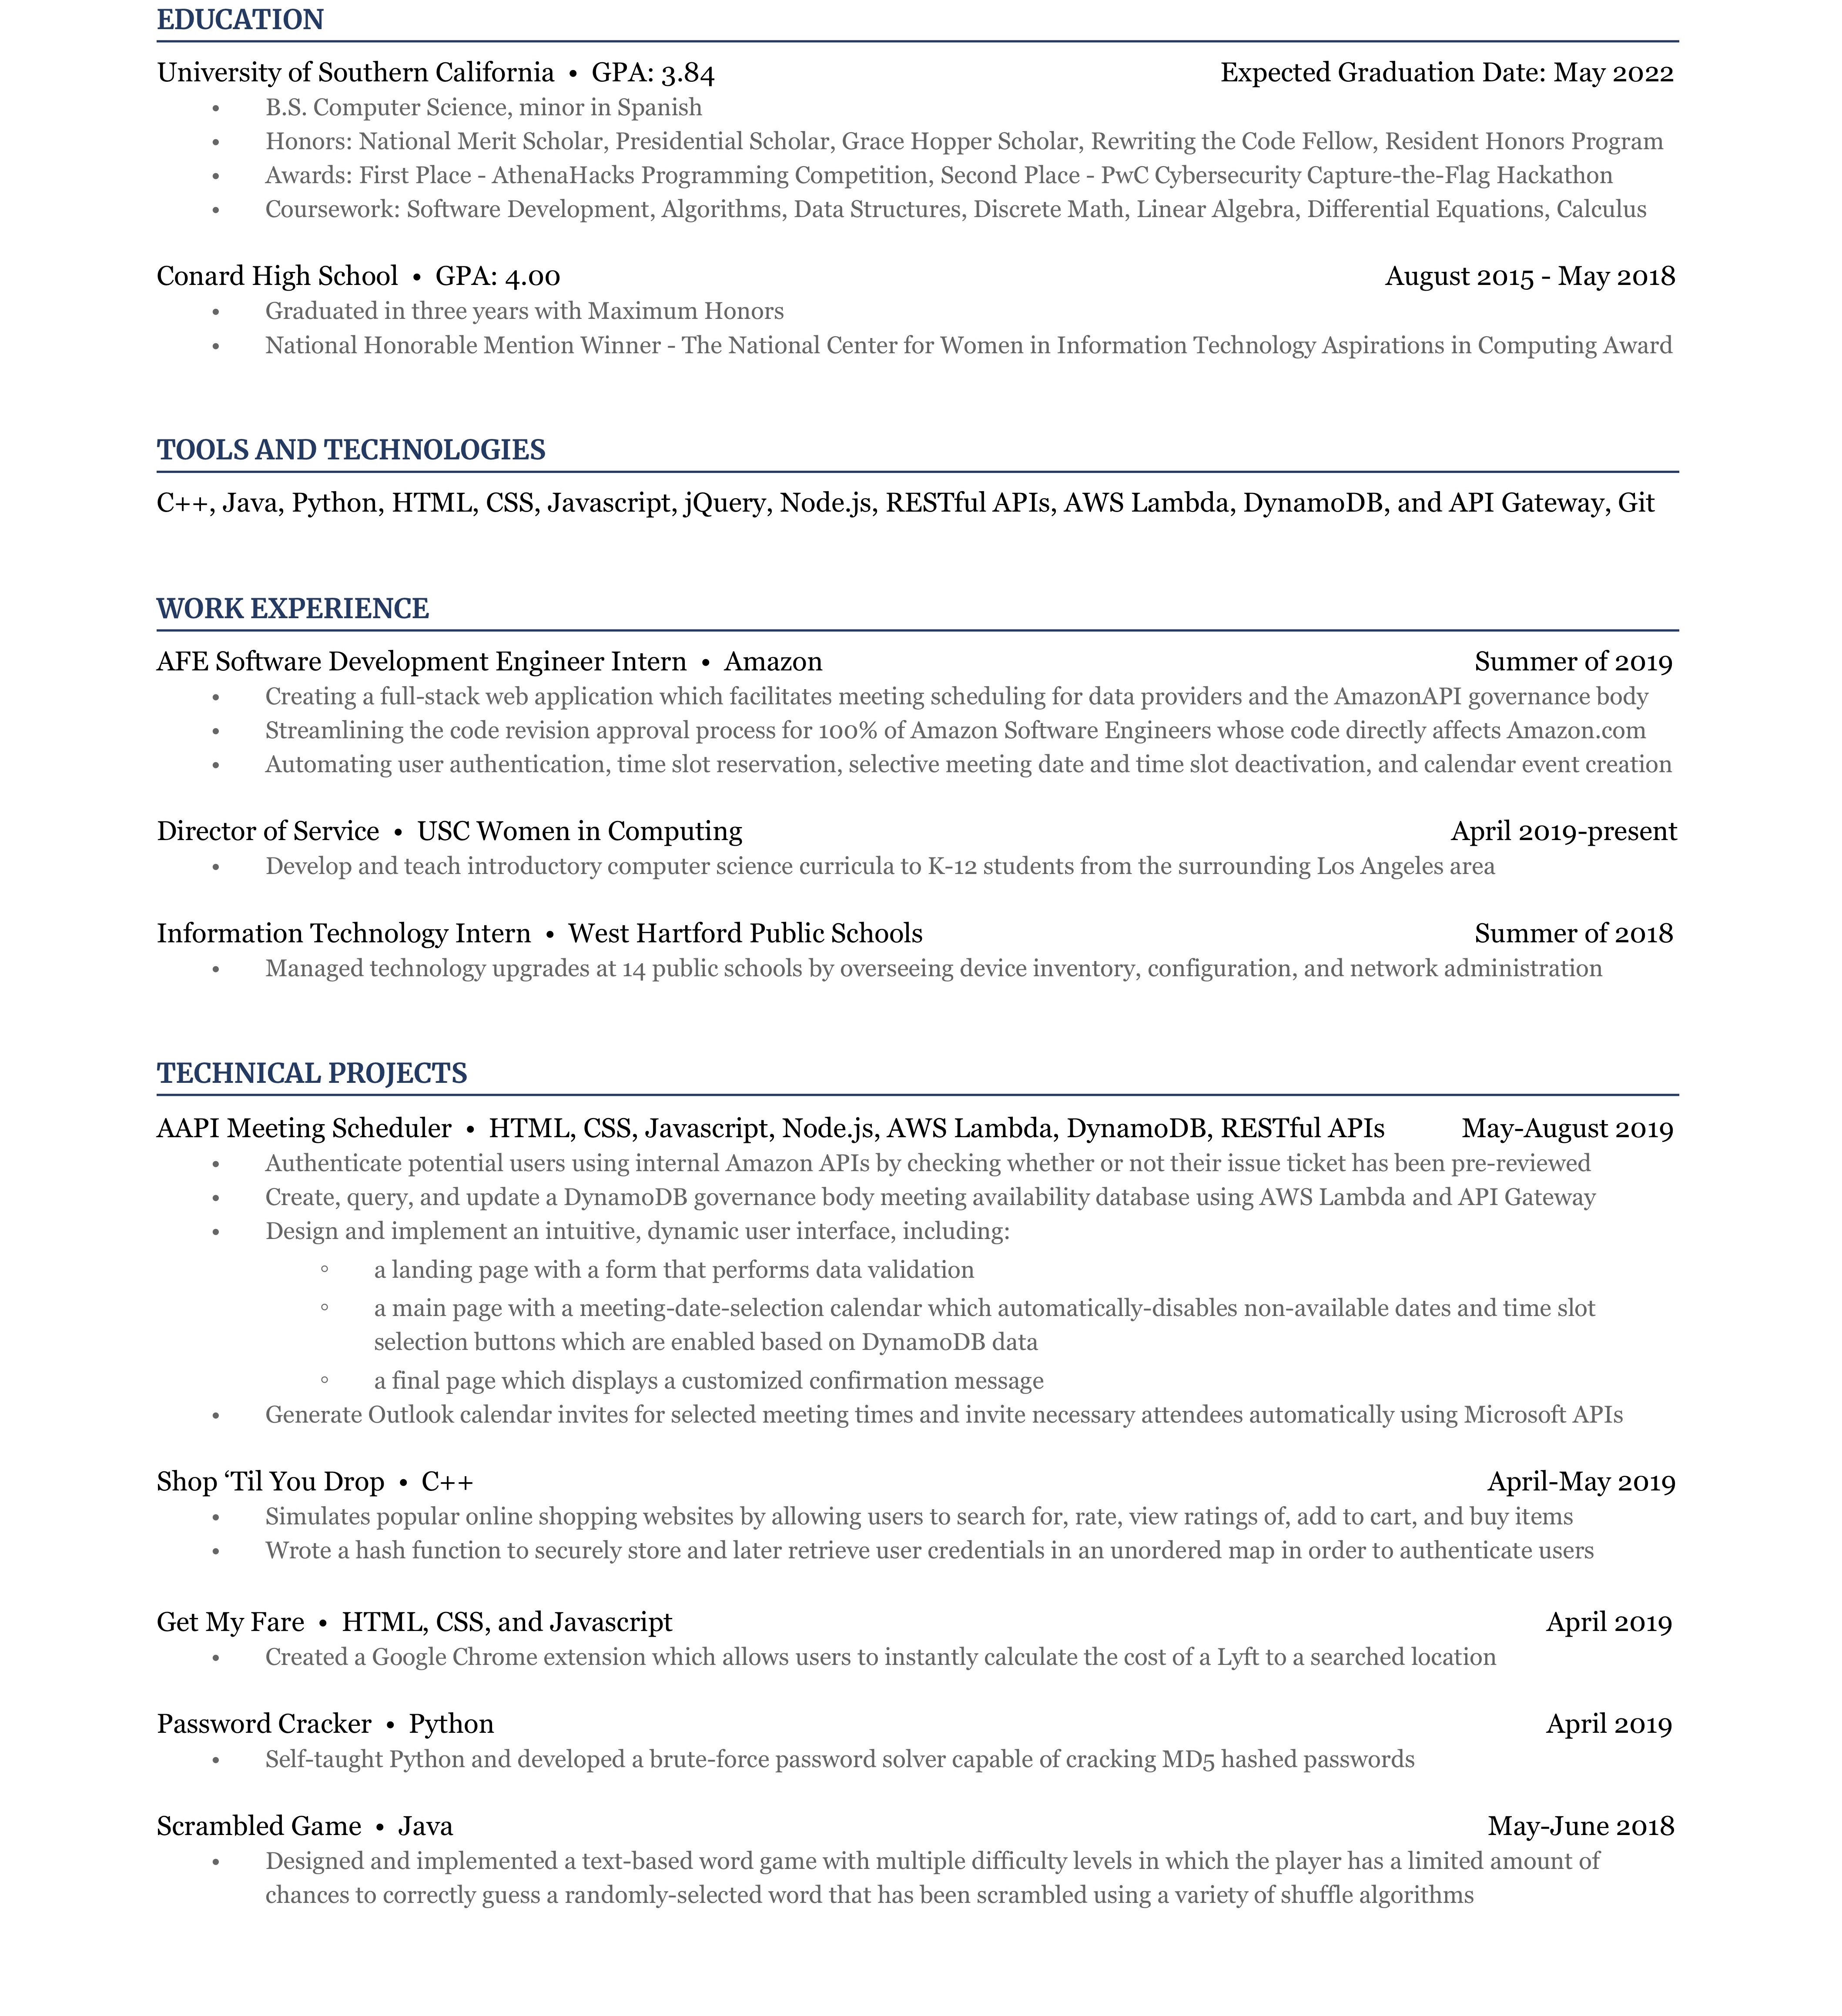 EDUCATION
University of Southern California • GPA: 3.84 Expected Graduation Date: May 2022
• B.S. Computer Science, minor in Spanish
• Honors: National Merit Scholar, Presidential Scholar, Grace Hopper Scholar, Rewriting the Code Fellow, Resident Honors Program
• Awards: First Place - AthenaHacks Programming Competition, Second Place - PwC Cybersecurity Capture-the-Flag Hackathon
• Coursework: Software Development, Algorithms, Data Structures, Discrete Math, Linear Algebra, Differential Equations, Calculus
Conard High School • GPA: 4.00 August 2015 - May 2018
• Graduated in three years with Maximum Honors
• National Honorable Mention Winner - The National Center for Women in Information Technology Aspirations in Computing Award
TOOLS AND TECHNOLOGIES
C++, Java, Python, HTML, CSS, Javascript, jQuery, Node.js, RESTful APIs, AWS Lambda, DynamoDB, and API Gateway, Git
WORK EXPERIENCE
AFE Software Development Engineer Intern • Amazon Summer of 2019
• Creating a full-stack web application which facilitates meeting scheduling for data providers and the AmazonAPI governance body
• Streamlining the code revision approval process for 100% of Amazon Software Engineers whose code directly affects Amazon.com
• Automating user authentication, time slot reservation, selective meeting date and time slot deactivation, and calendar event creation
Director of Service • USC Women in Computing April 2019-present
• Develop and teach introductory computer science curricula to K-12 students from the surrounding Los Angeles area
Information Technology Intern • West Hartford Public Schools Summer of 2018
• Managed technology upgrades at 14 public schools by overseeing device inventory, configuration, and network administration
TECHNICAL PROJECTS
AAPI Meeting Scheduler • HTML, CSS, Javascript, Node.js, AWS Lambda, DynamoDB, RESTful APIs May-August 2019
• Authenticate potential users using internal Amazon APIs by checking whether or not their issue ticket has been pre-reviewed
• Create, query, and update a DynamoDB governance body meeting availability database using AWS Lambda and API Gateway
• Design and implement an intuitive, dynamic user interface, including:
◦ a landing page with a form that performs data validation
◦ a main page with a meeting-date-selection calendar which automatically-disables non-available dates and time slot
selection buttons which are enabled based on DynamoDB data
◦ a final page which displays a customized confirmation message
• Generate Outlook calendar invites for selected meeting times and invite necessary attendees automatically using Microsoft APIs
Shop ‘Til You Drop • C++ April-May 2019
• Simulates popular online shopping websites by allowing users to search for, rate, view ratings of, add to cart, and buy items
• Wrote a hash function to securely store and later retrieve user credentials in an unordered map in order to authenticate users
Get My Fare • HTML, CSS, and Javascript April 2019
• Created a Google Chrome extension which allows users to instantly calculate the cost of a Lyft to a searched location
Password Cracker • Python April 2019
• Self-taught Python and developed a brute-force password solver capable of cracking MD5 hashed passwords
Scrambled Game • Java May-June 2018
• Designed and implemented a text-based word game with multiple difficulty levels in which the player has a limited amount of
chances to correctly guess a randomly-selected word that has been scrambled using a variety of shuffle algorithms